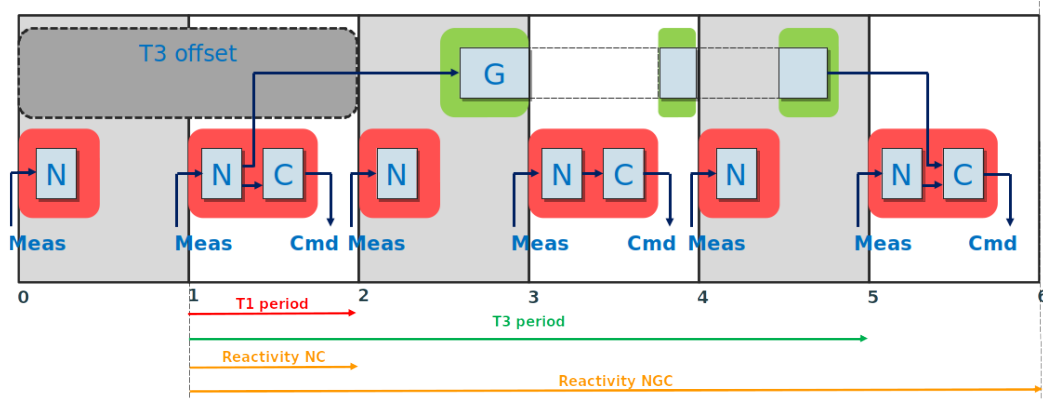 T3 offset
G
N
N
C
N
N
C
N
N
C
Meas
Meas
Cmd
Meas
Meas
Cmd
Meas
Meas
Cmd
0
1
2
3
4
5
6
T1 period
T3 period
Reactivity NC
Reactivity NGC